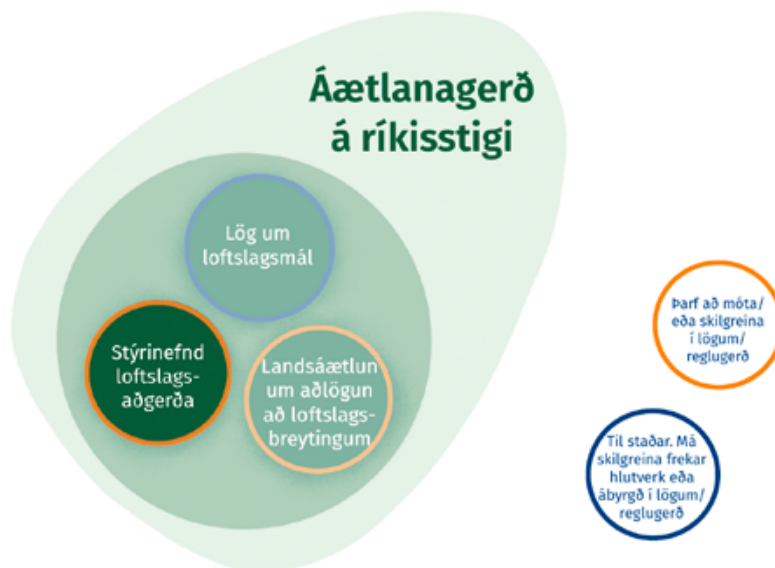 Áætlanagerð
á ríkisstigi
Lög um
loftslagsmál
Stýrinefnd
loftslags-
aðgerða
Landsáætlun
um aðlögun
að loftslags-
breytingum
Þarf að móta/
eða skilgreina
í lögum/
reglugerð
Til staðar. Má
skilgreina frekar
hlutverk eða
ábyrgð í lögum/
reglugerð